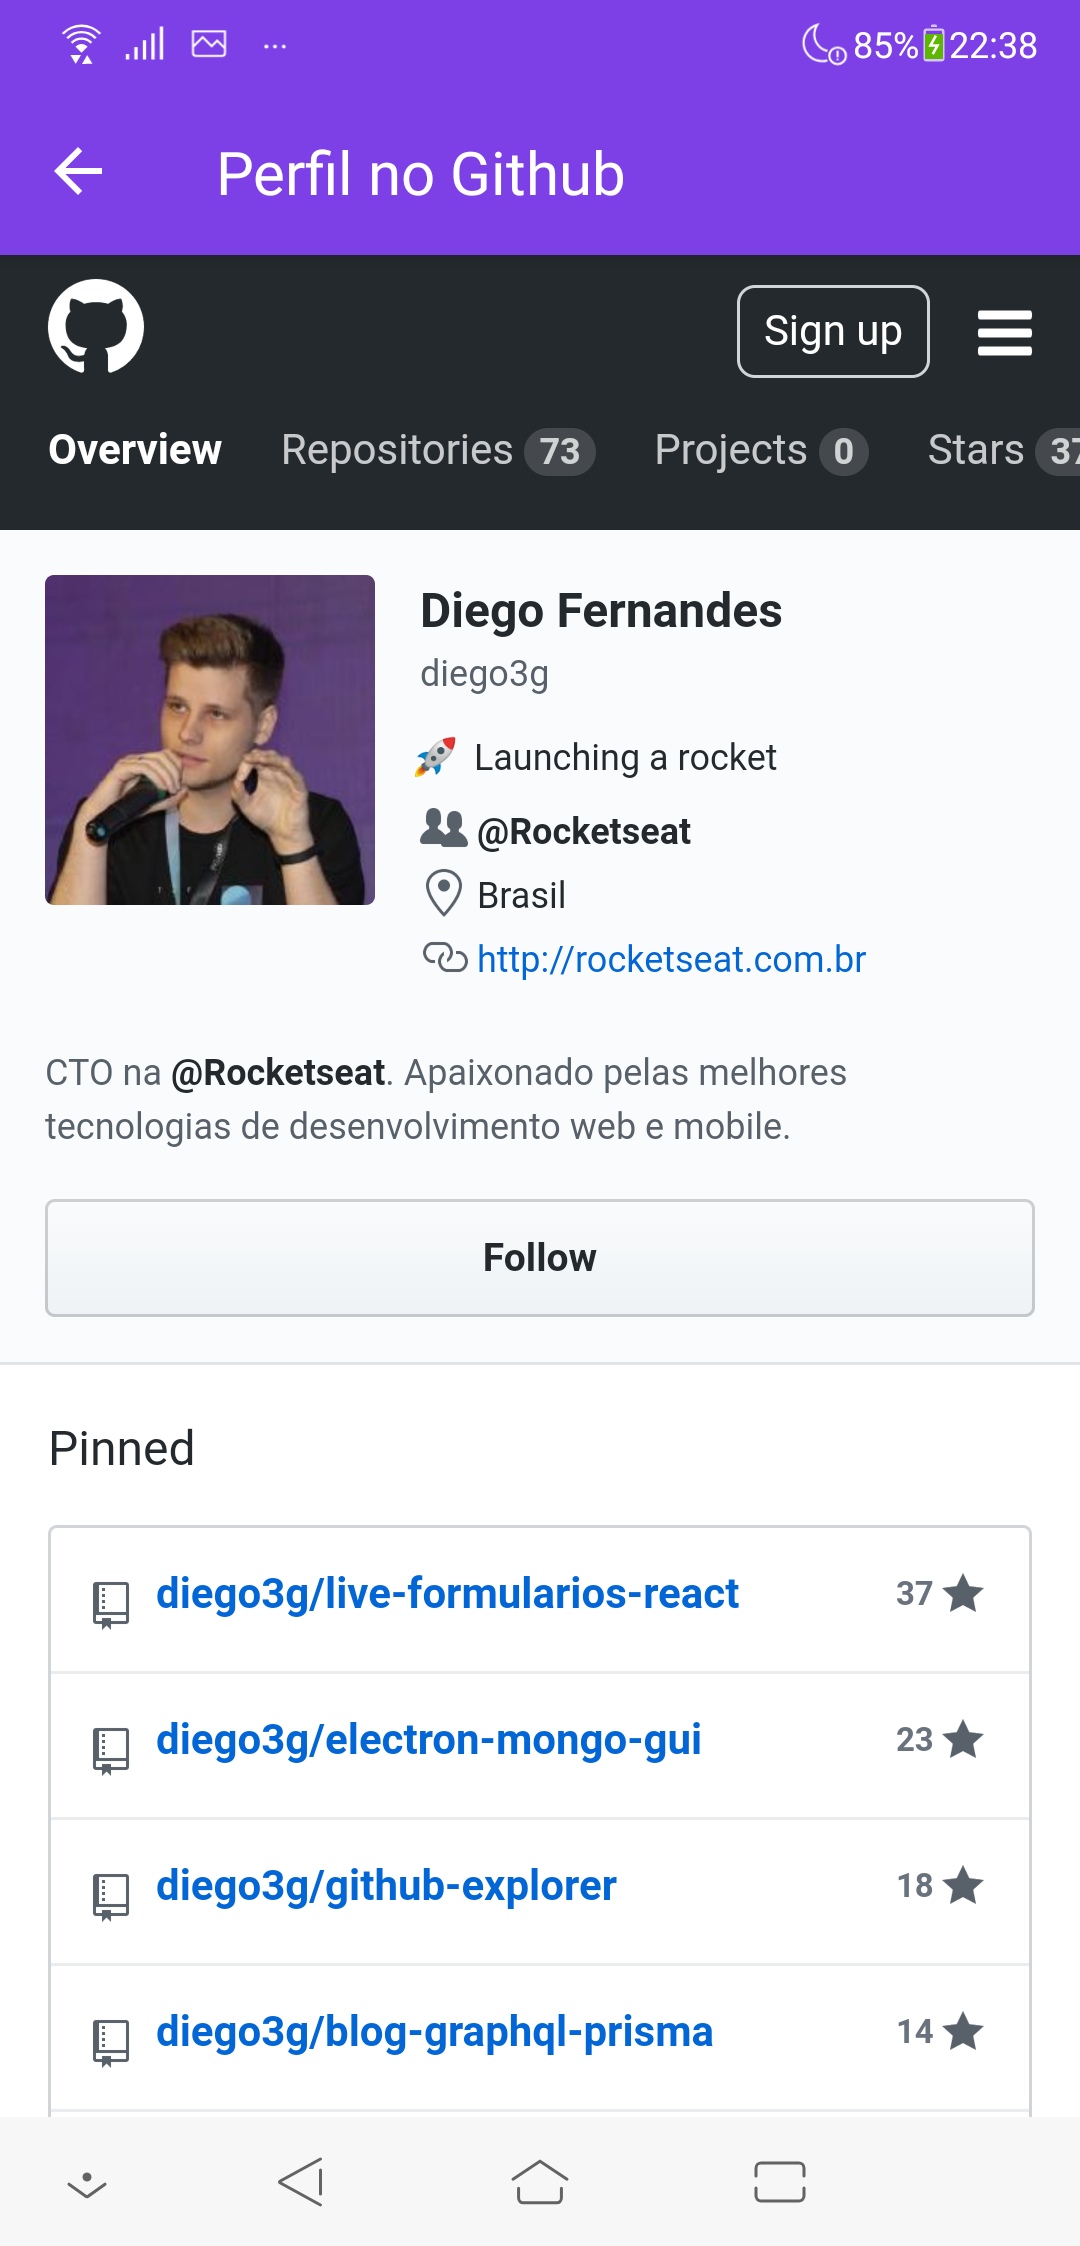 85% 22:38
Perfil no Github
Sign up
Overview Repositories 73 Projects 0 Stars 37
Diego Fernandes
diego3g
🚀 Launching a rocket
@Rocketseat
Brasil
http://rocketseat.com.br
CTO na @Rocketseat. Apaixonado pelas melhores
tecnologias de desenvolvimento web e mobile.
Follow
Pinned
diego3g/live-formularios-react 37
diego3g/electron-mongo-gui 23
diego3g/github-explorer 18
diego3g/blog-graphql-prisma 14